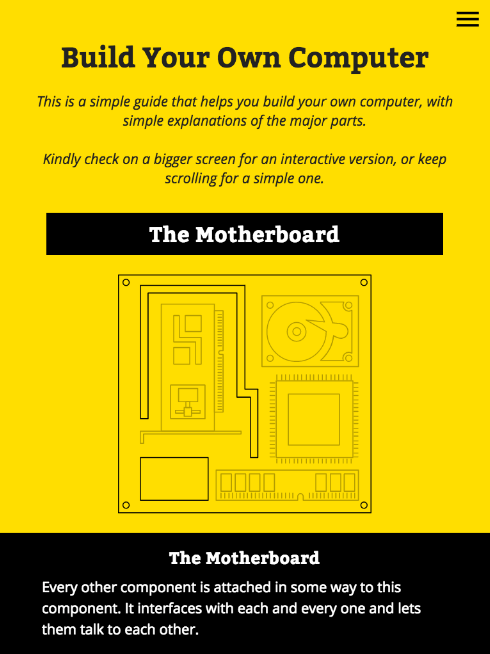 Build Your Own Computer
This is a simple guide that helps you build your own computer, with
simple explanations of the major parts.
Kindly check on a bigger screen for an interactive version, or keep
scrolling for a simple one.
The Motherboard
The Motherboard
Every other component is attached in some way to this
component. It interfaces with each and every one and lets
them talk to each other.